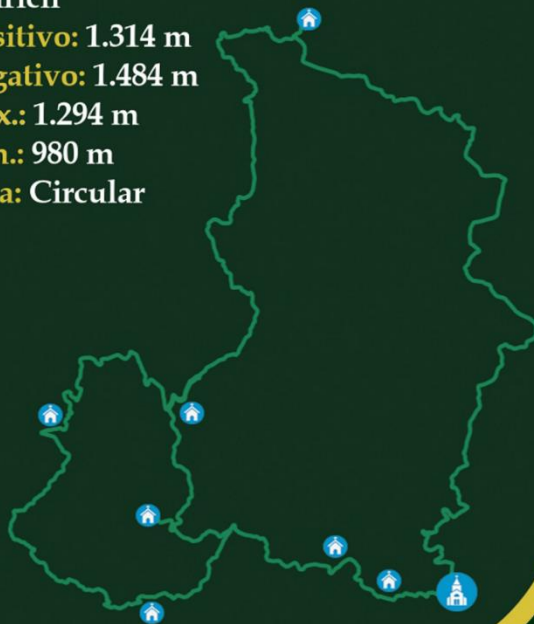 sitivo: 1.314 m
gativo: 1.484 m
x.: 1.294 m
n.: 980 m
a: Circular